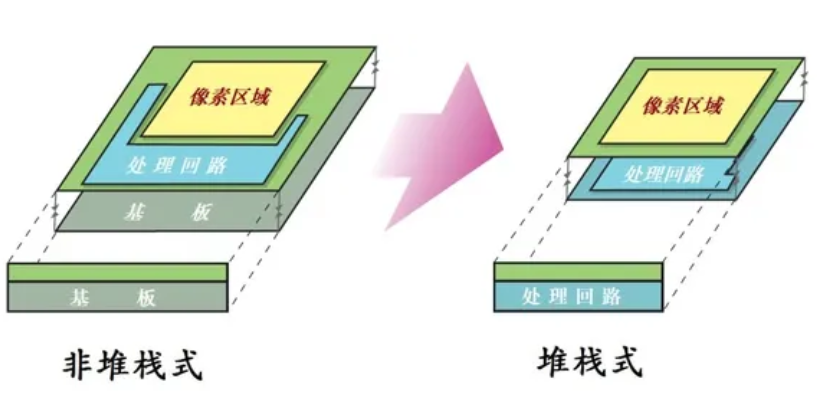 像素区域
处理回路
基 板
基 板
非堆栈式
像素区域
处理回路
处理回路
堆栈式